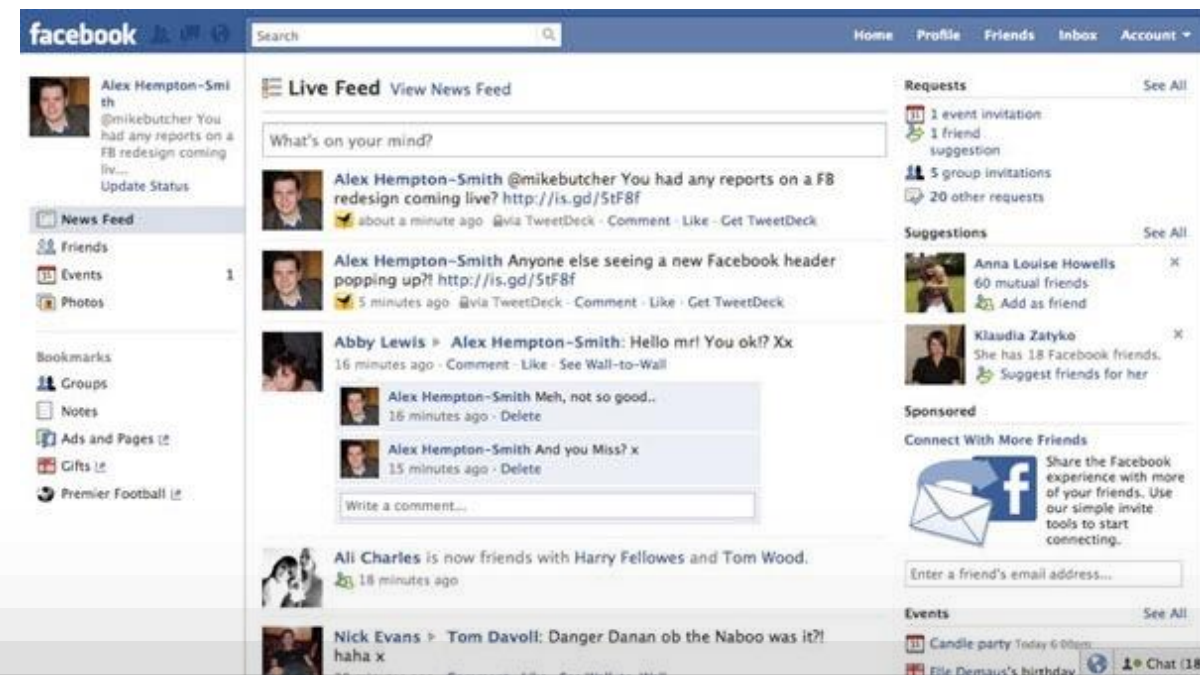 facebook
Search
Home Profile Friends Inbox Account
Alex Hempton-Smi
th
@mikebutcher You
had any reports on a
FB redesign coming
liv...
Update Status
News Feed
Friends
Events 1
Photos
Bookmarks
Groups
Notes
Ads and Pages
Gifts
Premier Football
Live Feed View News Feed
What's on your mind?
Alex Hempton-Smith @mikebutcher You had any reports on a FB
redesign coming live? http://is.gd/5tF8f
about a minute ago via TweetDeck · Comment · Like · Get TweetDeck
Alex Hempton-Smith Anyone else seeing a new Facebook header
popping up?! http://is.gd/5tF8f
5 minutes ago via TweetDeck · Comment · Like · Get TweetDeck
Abby Lewis ▸ Alex Hempton-Smith: Hello mr! You ok!? Xx
16 minutes ago · Comment · Like · See Wall-to-Wall
Alex Hempton-Smith Meh, not so good..
16 minutes ago · Delete
Alex Hempton-Smith And you Miss? x
15 minutes ago · Delete
Write a comment...
Ali Charles is now friends with Harry Fellowes and Tom Wood.
18 minutes ago
Nick Evans ▸ Tom Davoll: Danger Danan ob the Naboo was it?!
haha x
Requests See All
31 1 event invitation
1 friend
suggestion
5 group invitations
20 other requests
Suggestions See All
Anna Louise Howells ×
60 mutual friends
Add as friend
Klaudia Zatyko ×
She has 18 Facebook friends.
Suggest friends for her
Sponsored
Connect With More Friends
Share the Facebook
experience with more
of your friends. Use
our simple invite
tools to start
connecting.
Enter a friend's email address...
Events See All
31 Candle party Today 6:00pm
Elle Demaus's birthday
Chat (18